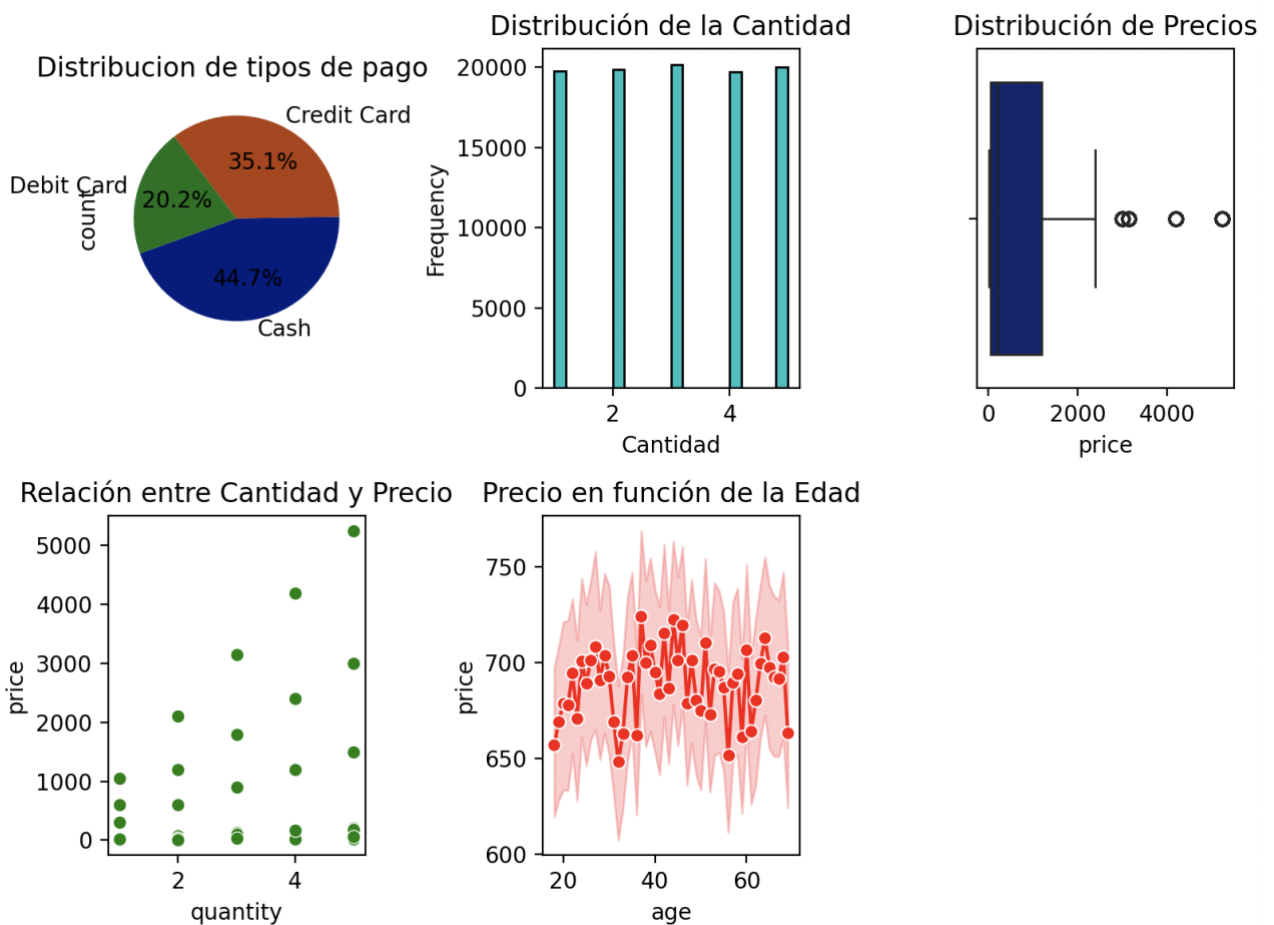 Distribucion de tipos de pago
Credit Card
35.1%
Debit Card
20.2%
count
44.7%
Cash
Distribución de la Cantidad
20000
15000
10000
5000
0
Frequency
2 4
Cantidad
Distribución de Precios
0 2000 4000
price
Relación entre Cantidad y Precio
5000
4000
3000
2000
1000
0
price
2 4
quantity
Precio en función de la Edad
750
700
650
600
price
20 40 60
age